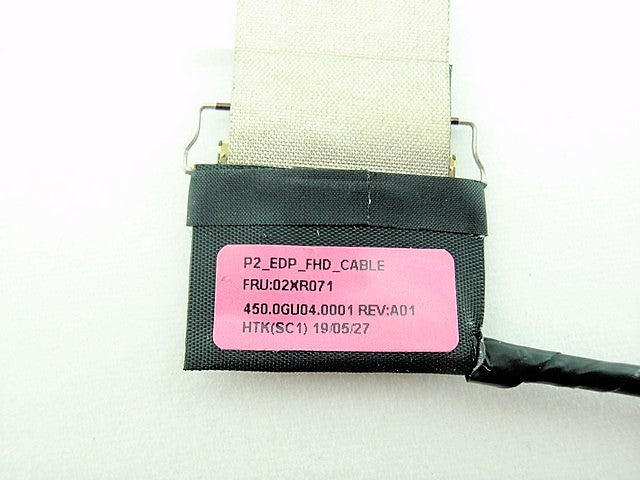 P2_EDP_FHD_CABLE
FRU:02XR071
450.0GU04.0001 REV:A01
HTK(SC1) 19/05/27